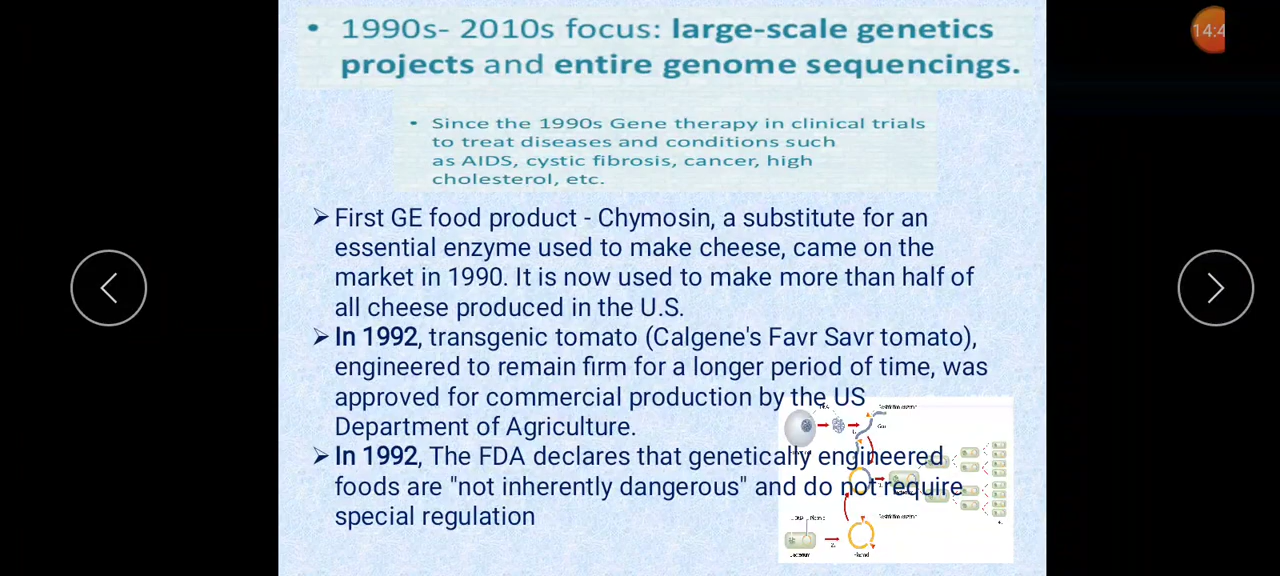 14:4
• 1990s- 2010s focus: large-scale genetics
projects and entire genome sequencings.
• Since the 1990s Gene therapy in clinical trials
to treat diseases and conditions such
as AIDS, cystic fibrosis, cancer, high
cholesterol, etc.
➢ First GE food product - Chymosin, a substitute for an
essential enzyme used to make cheese, came on the
market in 1990. It is now used to make more than half of
all cheese produced in the U.S.
➢ In 1992, transgenic tomato (Calgene's Favr Savr tomato),
engineered to remain firm for a longer period of time, was
approved for commercial production by the US
Department of Agriculture.
➢ In 1992, The FDA declares that genetically engineered
foods are "not inherently dangerous" and do not require
special regulation